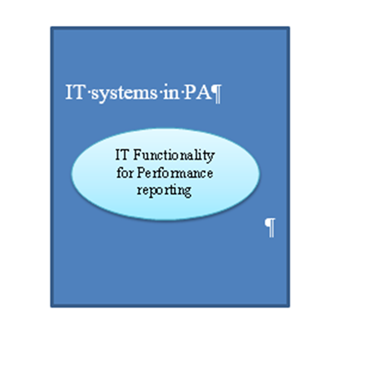 IT·systems·in·PA¶
IT Functionality
for Performance
reporting
¶